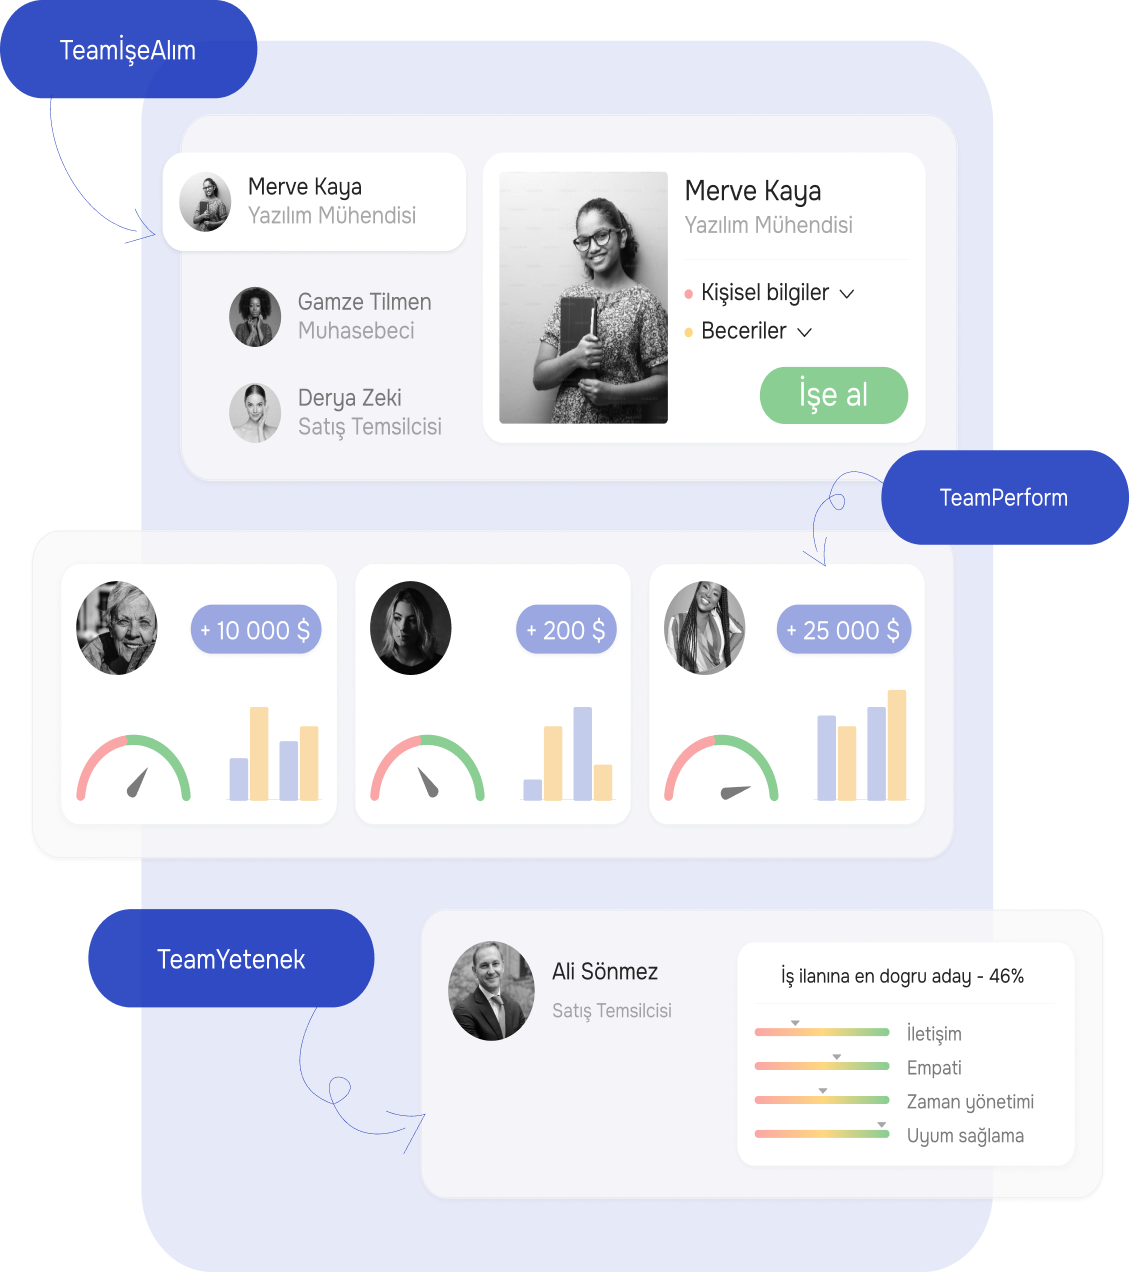 TeamİşeAlım
Merve Kaya
Yazılım Mühendisi
Gamze Tilmen
Muhasebeci
Derya Zeki
Satış Temsilcisi
Merve Kaya
Yazılım Mühendisi
Kişisel bilgiler
Beceriler
İşe al
TeamPerform
+ 10 000 $
+ 200 $
+ 25 000 $
TeamYetenek
Ali Sönmez
Satış Temsilcisi
İş ilanına en dogru aday - 46%
İletişim
Empati
Zaman yönetimi
Uyum sağlama